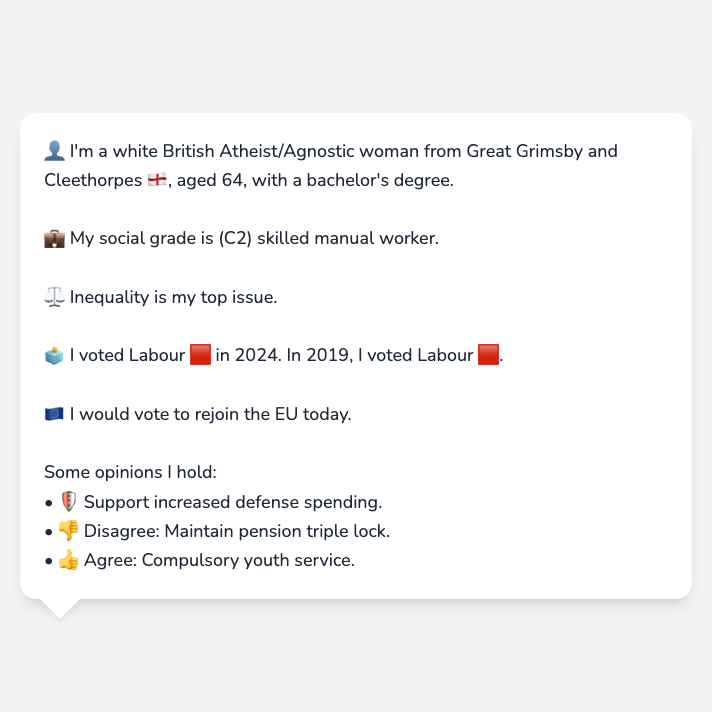 👤 I'm a white British Atheist/Agnostic woman from Great Grimsby and
Cleethorpes 🏴󠁧󠁢󠁥󠁮󠁧󠁿, aged 64, with a bachelor's degree.
💼 My social grade is (C2) skilled manual worker.
⚖️ Inequality is my top issue.
🗳️ I voted Labour 🟥 in 2024. In 2019, I voted Labour 🟥.
🇪🇺 I would vote to rejoin the EU today.
Some opinions I hold:
• 🛡️ Support increased defense spending.
• 👎 Disagree: Maintain pension triple lock.
• 👍 Agree: Compulsory youth service.